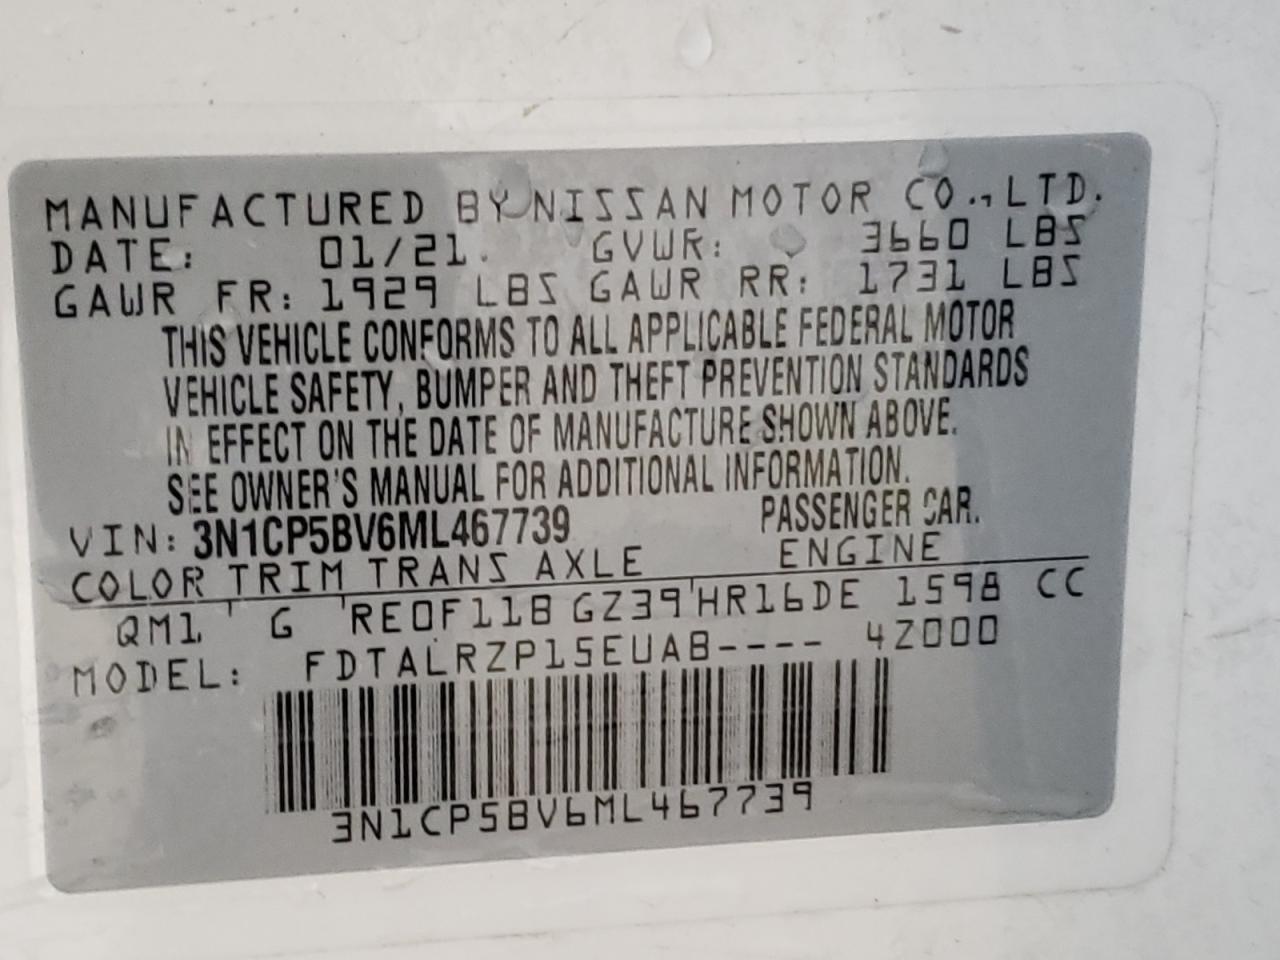 MANUFACTURED BY NISSAN MOTOR CO., LTD.
DATE: 01/21. GVWR: 3660 LBS
GAWR FR: 1929 LBS GAWR RR: 1731 LBS
THIS VEHICLE CONFORMS TO ALL APPLICABLE FEDERAL MOTOR
VEHICLE SAFETY, BUMPER AND THEFT PREVENTION STANDARDS
IN EFFECT ON THE DATE OF MANUFACTURE SHOWN ABOVE.
SEE OWNER'S MANUAL FOR ADDITIONAL INFORMATION.
VIN: 3N1CP5BV6ML467739 PASSENGER CAR.
COLOR TRIM TRANS AXLE ENGINE
QM1 ' G 'RE0F11B GZ39'HR16DE 1598 CC
MODEL: FDTALRZP15EUAB---- 4Z000
3N1CP5BV6ML467739